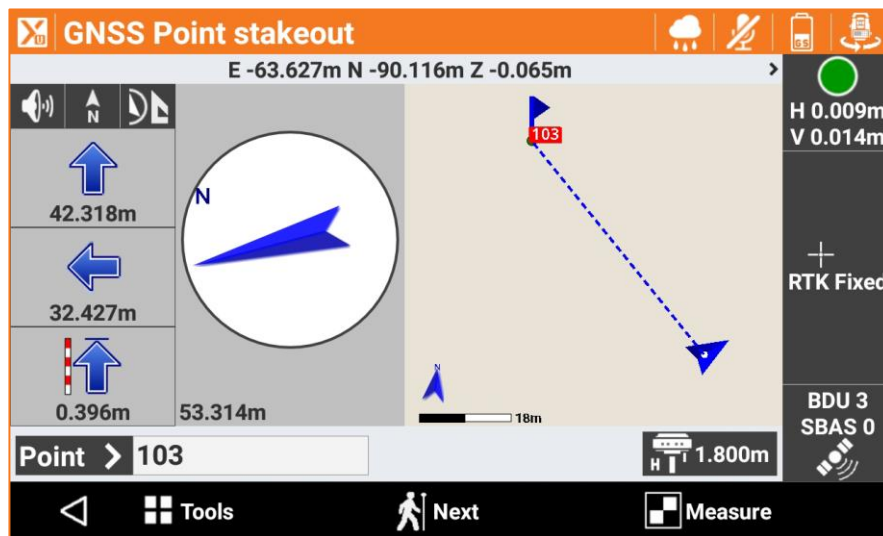 GNSS Point stakeout
GS
E -63.627m N -90.116m Z -0.065m
H 0.009m
V 0.014m
N
42.318m
32.427m
0.396m
N
53.314m
103
N
18m
RTK Fixed
BDU 3
SBAS 0
Point 103
H
1.800m
Tools
Next
Measure